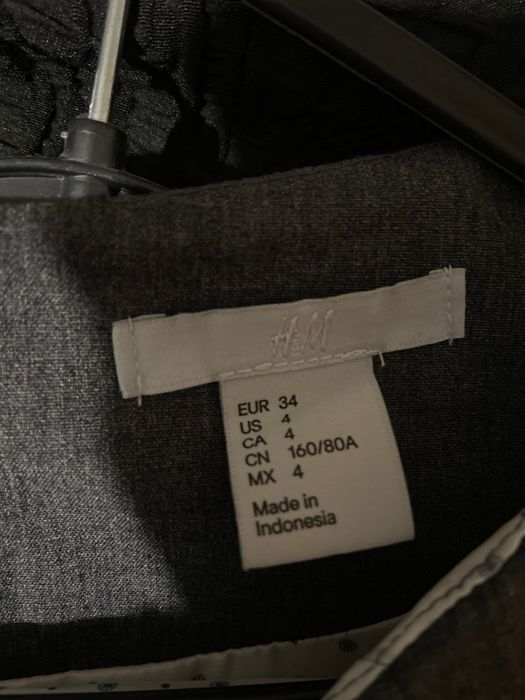 H&M
EUR 34
US 4
CA 4
CN 160/80A
MX 4
Made in
Indonesia